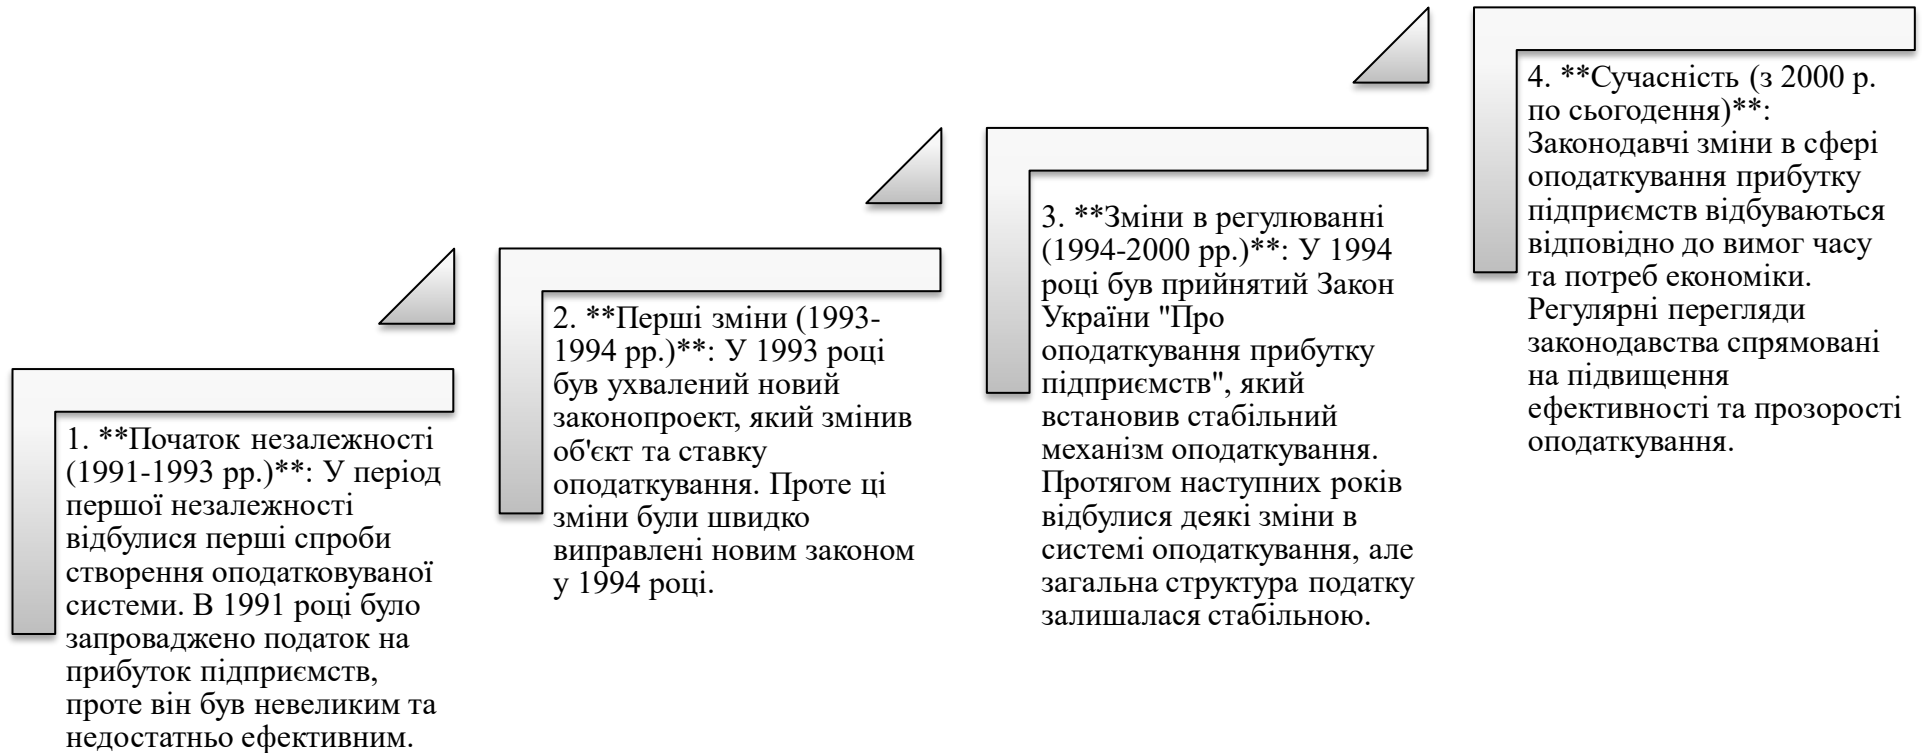 1. **Початок незалежності
(1991-1993 рр.)**: У період
першої незалежності
відбулися перші спроби
створення оподатковуваної
системи. В 1991 році було
запроваджено податок на
прибуток підприємств,
проте він був невеликим та
недостатньо ефективним.
2. **Перші зміни (1993-
1994 рр.)**: У 1993 році
був ухвалений новий
законопроект, який змінив
об'єкт та ставку
оподаткування. Проте ці
зміни були швидко
виправлені новим законом
у 1994 році.
3. **Зміни в регулюванні
(1994-2000 рр.)**: У 1994
році був прийнятий Закон
України "Про
оподаткування прибутку
підприємств", який
встановив стабільний
механізм оподаткування.
Протягом наступних років
відбулися деякі зміни в
системі оподаткування, але
загальна структура податку
залишалася стабільною.
4. **Сучасність (з 2000 р.
по сьогодення)**:
Законодавчі зміни в сфері
оподаткування прибутку
підприємств відбуваються
відповідно до вимог часу
та потреб економіки.
Регулярні перегляди
законодавства спрямовані
на підвищення
ефективності та прозорості
оподаткування.